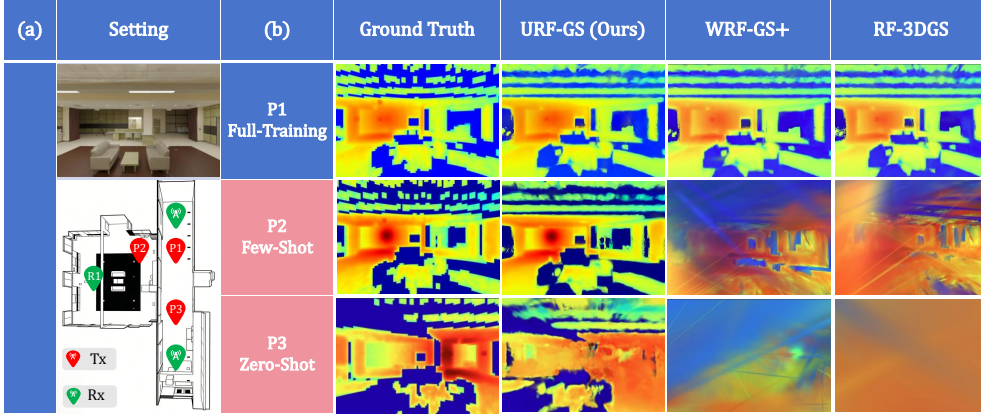 (a) Setting (b) Ground Truth URF-GS (Ours) WRF-GS+ RF-3DGS
P1
Full-Training
P2
Few-Shot
P3
Zero-Shot
P2 P1
R1
P3
Tx
Rx